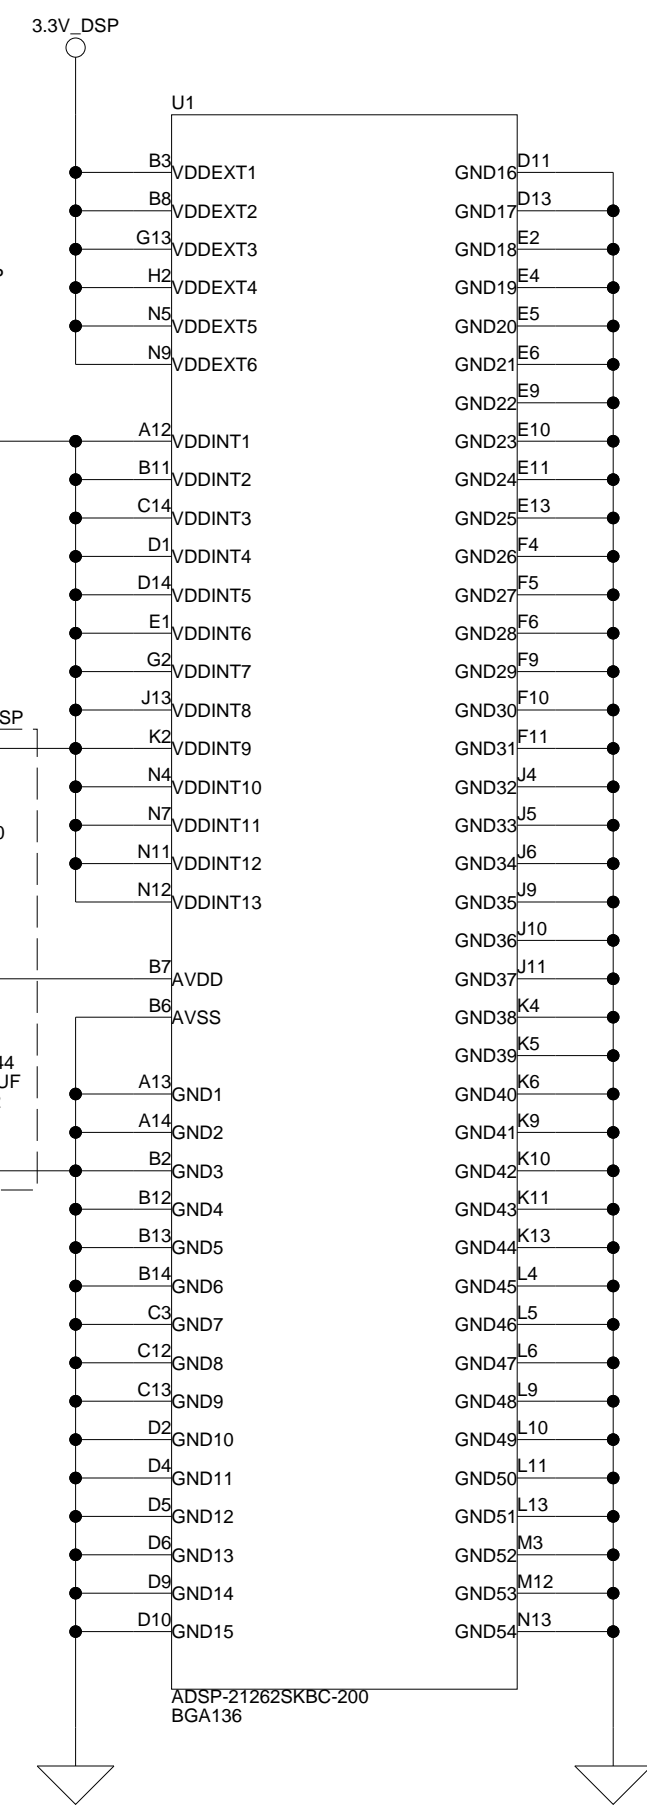 3.3V_DSP
U1
B3 VDDEXT1 GND16 D11
B8 VDDEXT2 GND17 D13
G13 VDDEXT3 GND18 E2
P
H2 VDDEXT4 GND19 E4
N5 VDDEXT5 GND20 E5
N9 VDDEXT6 GND21 E6
GND22 E9
A12 VDDINT1 GND23 E10
B11 VDDINT2 GND24 E11
C14 VDDINT3 GND25 E13
D1 VDDINT4 GND26 F4
D14 VDDINT5 GND27 F5
E1 VDDINT6 GND28 F6
G2 VDDINT7 GND29 F9
J13 VDDINT8 GND30 F10
SP
K2 VDDINT9 GND31 F11
N4 VDDINT10 GND32 J4
N7 VDDINT11 GND33 J5
N11 VDDINT12 GND34 J6
N12 VDDINT13 GND35 J9
GND36 J10
B7 AVDD GND37 J11
B6 AVSS GND38 K4
GND39 K5
44
UF
A13 GND1 GND40 K6
A14 GND2 GND41 K9
B2 GND3 GND42 K10
B12 GND4 GND43 K11
B13 GND5 GND44 K13
B14 GND6 GND45 L4
C3 GND7 GND46 L5
C12 GND8 GND47 L6
C13 GND9 GND48 L9
D2 GND10 GND49 L10
D4 GND11 GND50 L11
D5 GND12 GND51 L13
D6 GND13 GND52 M3
D9 GND14 GND53 M12
D10 GND15 GND54 N13
ADSP-21262SKBC-200
BGA136